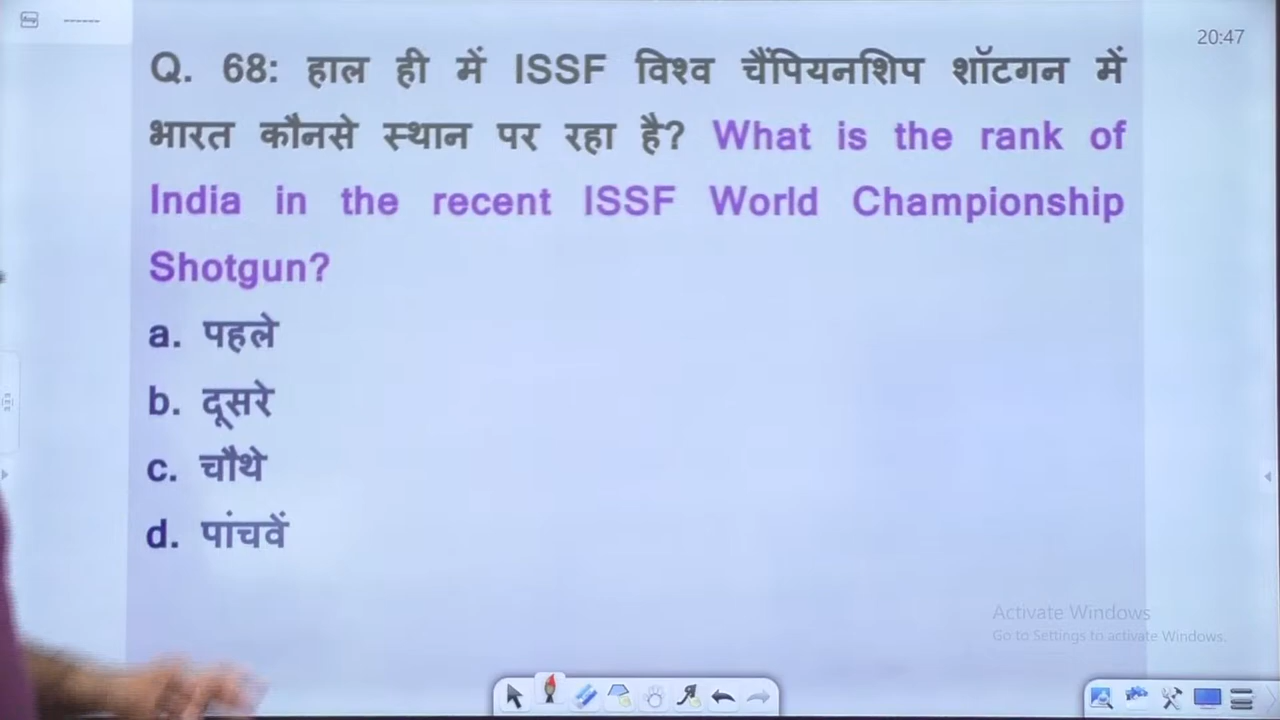 20:47
Q. 68: हाल ही में ISSF विश्व चैंपियनशिप शॉटगन में
भारत कौनसे स्थान पर रहा है? What is the rank of
India in the recent ISSF World Championship
Shotgun?
a. पहले
b. दूसरे
c. चौथे
d. पांचवें
Activate Windows
Go to Settings to activate Windows.